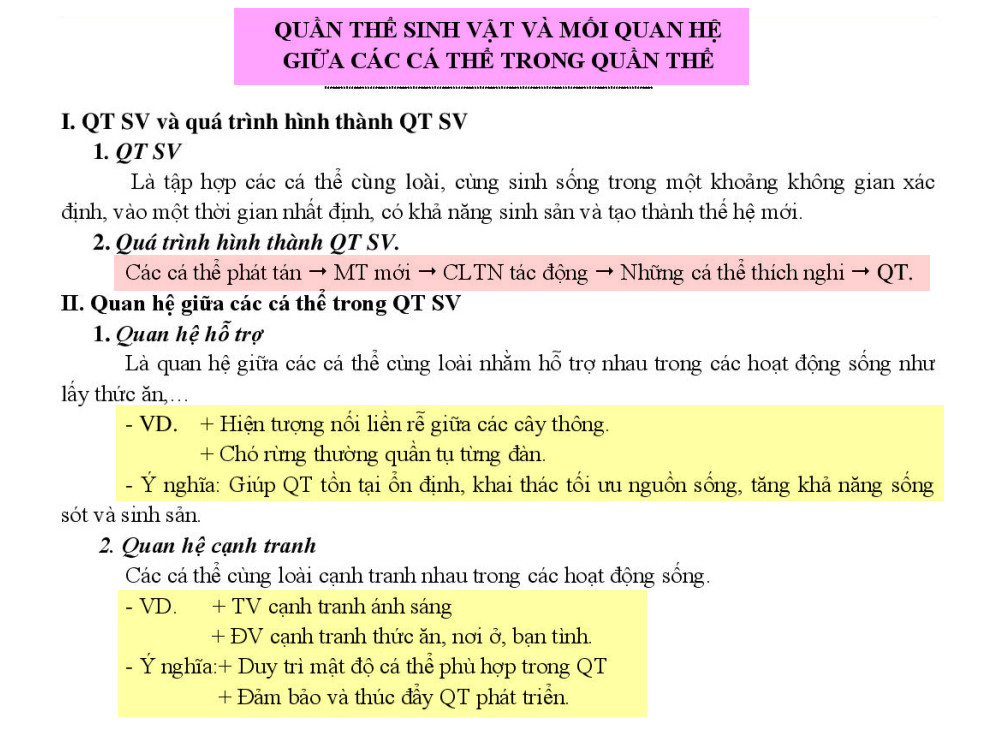 QUẦN THỂ SINH VẬT VÀ MỐI QUAN HỆ
GIỮA CÁC CÁ THỂ TRONG QUẦN THỂ
I. QT SV và quá trình hình thành QT SV
1. QT SV
Là tập hợp các cá thể cùng loài, cùng sinh sống trong một khoảng không gian xác
định, vào một thời gian nhất định, có khả năng sinh sản và tạo thành thế hệ mới.
2. Quá trình hình thành QT SV.
Các cá thể phát tán → MT mới → CLTN tác động → Những cá thể thích nghi → QT.
II. Quan hệ giữa các cá thể trong QT SV
1. Quan hệ hỗ trợ
Là quan hệ giữa các cá thể cùng loài nhằm hỗ trợ nhau trong các hoạt động sống như
lấy thức ăn,…
- VD. + Hiện tượng nối liền rễ giữa các cây thông.
+ Chó rừng thường quần tụ từng đàn.
- Ý nghĩa: Giúp QT tồn tại ổn định, khai thác tối ưu nguồn sống, tăng khả năng sống
sót và sinh sản.
2. Quan hệ cạnh tranh
Các cá thể cùng loài cạnh tranh nhau trong các hoạt động sống.
- VD. + TV cạnh tranh ánh sáng
+ ĐV cạnh tranh thức ăn, nơi ở, bạn tình.
- Ý nghĩa:+ Duy trì mật độ cá thể phù hợp trong QT
+ Đảm bảo và thúc đẩy QT phát triển.